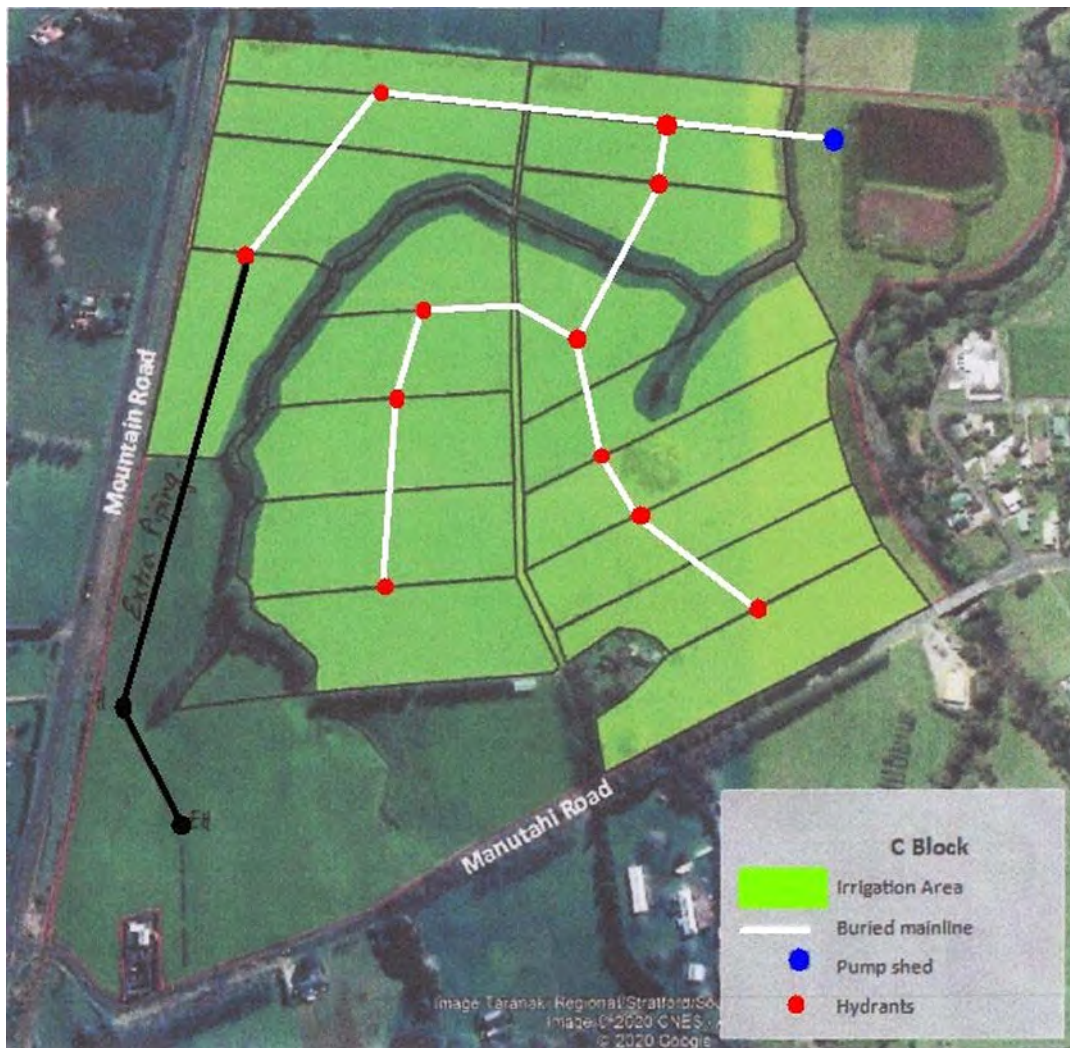 Mountain Road
Extra Piping
Manutahi Road
C Block
Irrigation Area
Buried mainline
Pump shed
Hydrants
Image Taranaki Regional/Stratford/Sou
Image © 2020 CNES
© 2020 Google